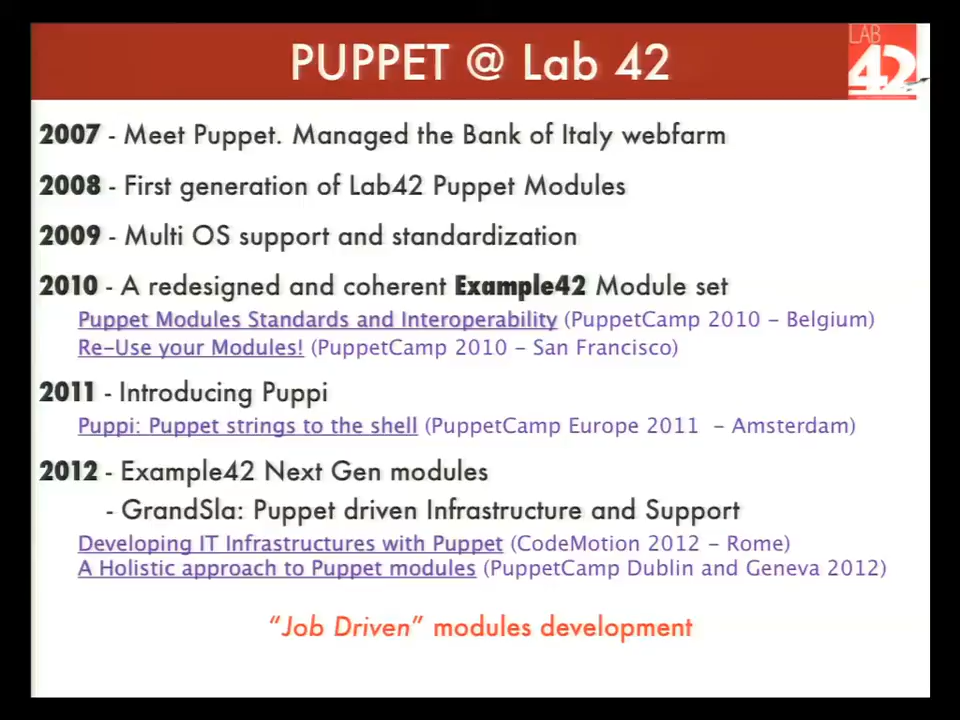 PUPPET @ Lab 42
LAB
42
2007 - Meet Puppet. Managed the Bank of Italy webfarm
2008 - First generation of Lab42 Puppet Modules
2009 - Multi OS support and standardization
2010 - A redesigned and coherent Example42 Module set
Puppet Modules Standards and Interoperability (PuppetCamp 2010 – Belgium)
Re-Use your Modules! (PuppetCamp 2010 – San Francisco)
2011 - Introducing Puppi
Puppi: Puppet strings to the shell (PuppetCamp Europe 2011 – Amsterdam)
2012 - Example42 Next Gen modules
- GrandSla: Puppet driven Infrastructure and Support
Developing IT Infrastructures with Puppet (CodeMotion 2012 – Rome)
A Holistic approach to Puppet modules (PuppetCamp Dublin and Geneva 2012)
“Job Driven” modules development